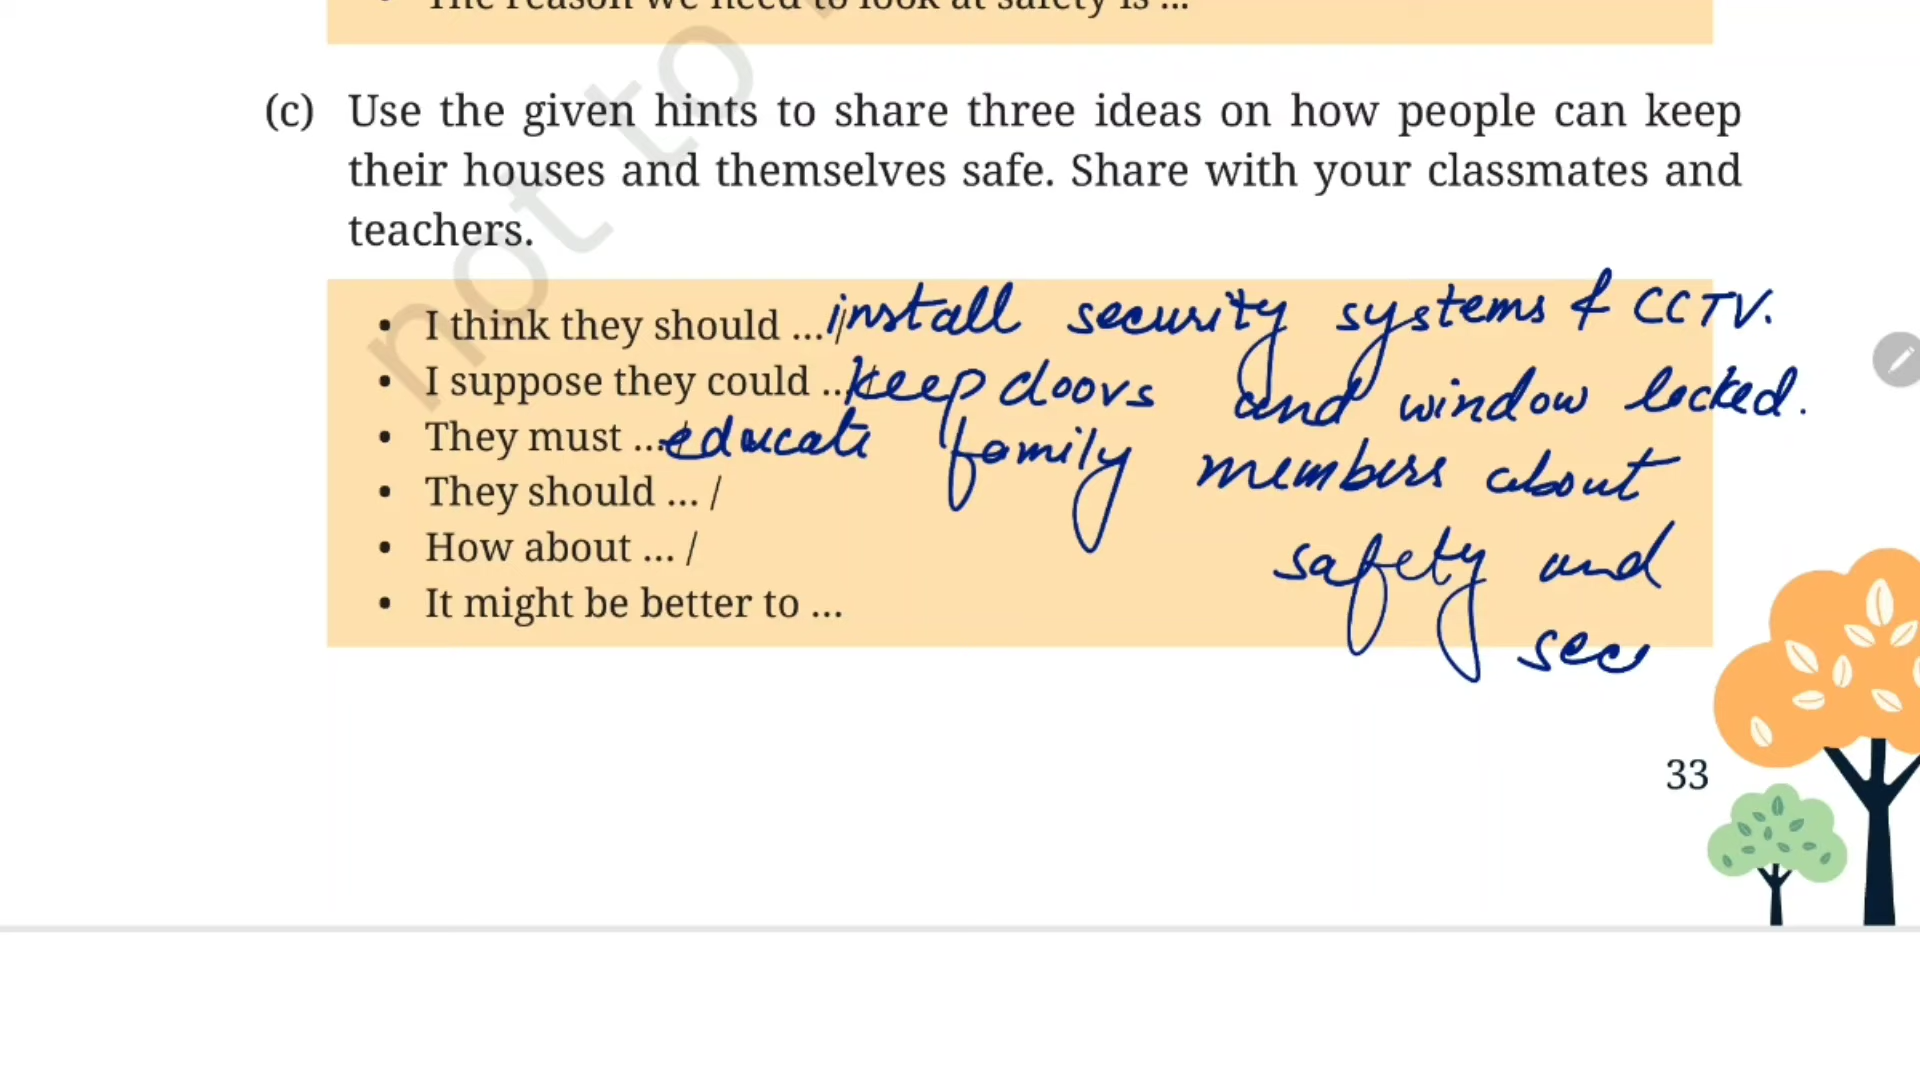 • The reason we need to look at safety is ...
(c) Use the given hints to share three ideas on how people can keep
their houses and themselves safe. Share with your classmates and
teachers.
• I think they should .../ install security systems & CCTV.
• I suppose they could ... keep doors and window locked.
• They must ... educate family members about
• They should ... /
safety and
• How about ... /
• It might be better to ...
sec
33
not to